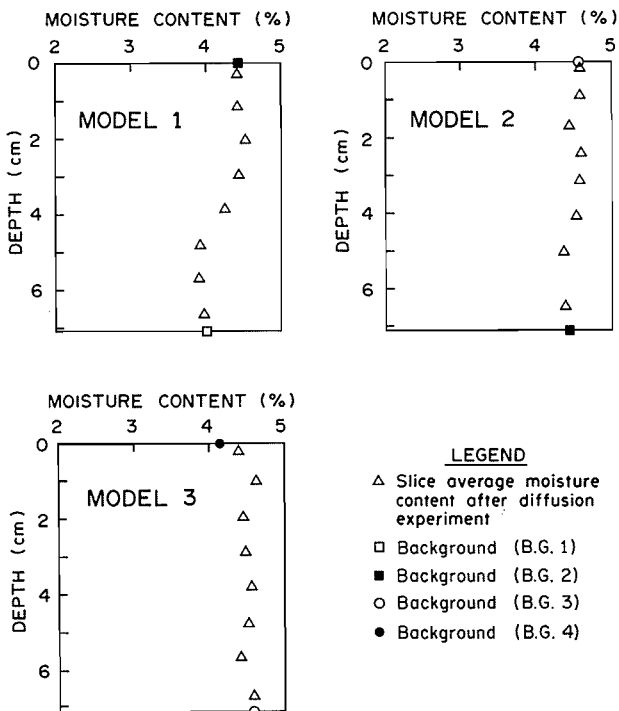 MOISTURE CONTENT (%)
2 3 4 5
0
2
4
6
DEPTH (cm)
MODEL 1
MOISTURE CONTENT (%)
2 3 4 5
0
2
4
6
DEPTH (cm)
MODEL 2
MOISTURE CONTENT (%)
2 3 4 5
0
2
4
6
DEPTH (cm)
MODEL 3
LEGEND
Slice average moisture
content after diffusion
experiment
Background (B.G. 1)
Background (B.G. 2)
Background (B.G. 3)
Background (B.G. 4)